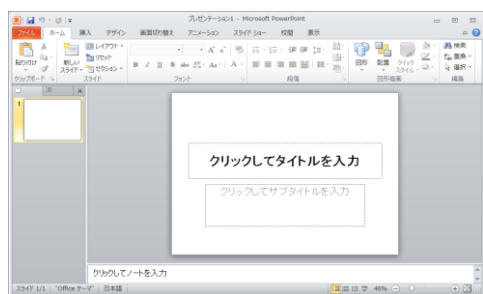 プレゼンテーション1 - Microsoft PowerPoint
ファイル ホーム 挿入 デザイン 画面切り替え アニメーション スライド ショー 校閲 表示
貼り付け 新しいスライド レイアウト リセット セクション 図形 配置 クイックスタイル 検索 置換 選択
クリップボード スライド フォント 段落 図形描画 編集
1
クリックしてタイトルを入力
クリックしてサブタイトルを入力
クリックしてノートを入力
スライド 1/1 "Office テーマ" 日本語 46%